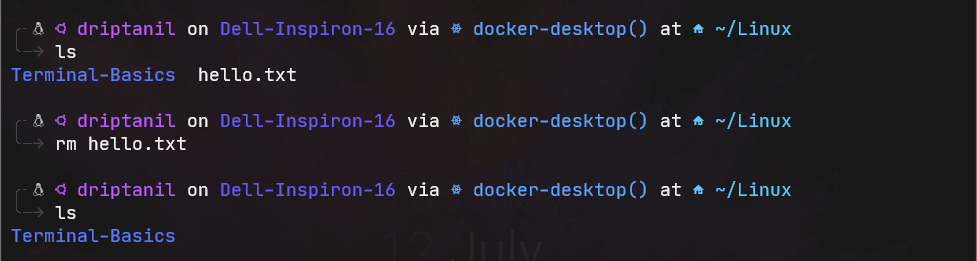 driptanil on Dell-Inspiron-16 via docker-desktop() at ~/Linux
ls
Terminal-Basics hello.txt
driptanil on Dell-Inspiron-16 via docker-desktop() at ~/Linux
rm hello.txt
driptanil on Dell-Inspiron-16 via docker-desktop() at ~/Linux
ls
Terminal-Basics
12 July